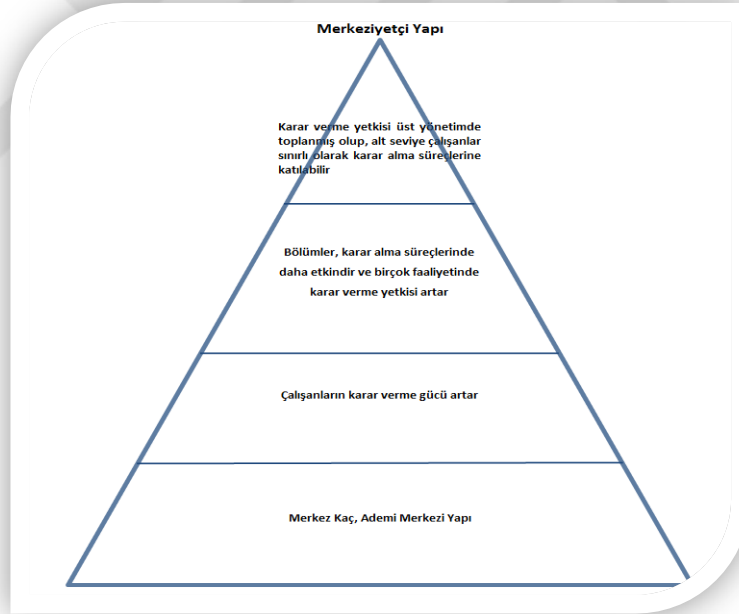 Merkeziyetçi Yapı
Karar verme yetkisi üst yönetimde
toplanmış olup, alt seviye çalışanlar
sınırlı olarak karar alma süreçlerine
katılabilir
Bölümler, karar alma süreçlerinde
daha etkindir ve birçok faaliyetinde
karar verme yetkisi artar
Çalışanların karar verme gücü artar
Merkez Kaç, Ademi Merkezi Yapı